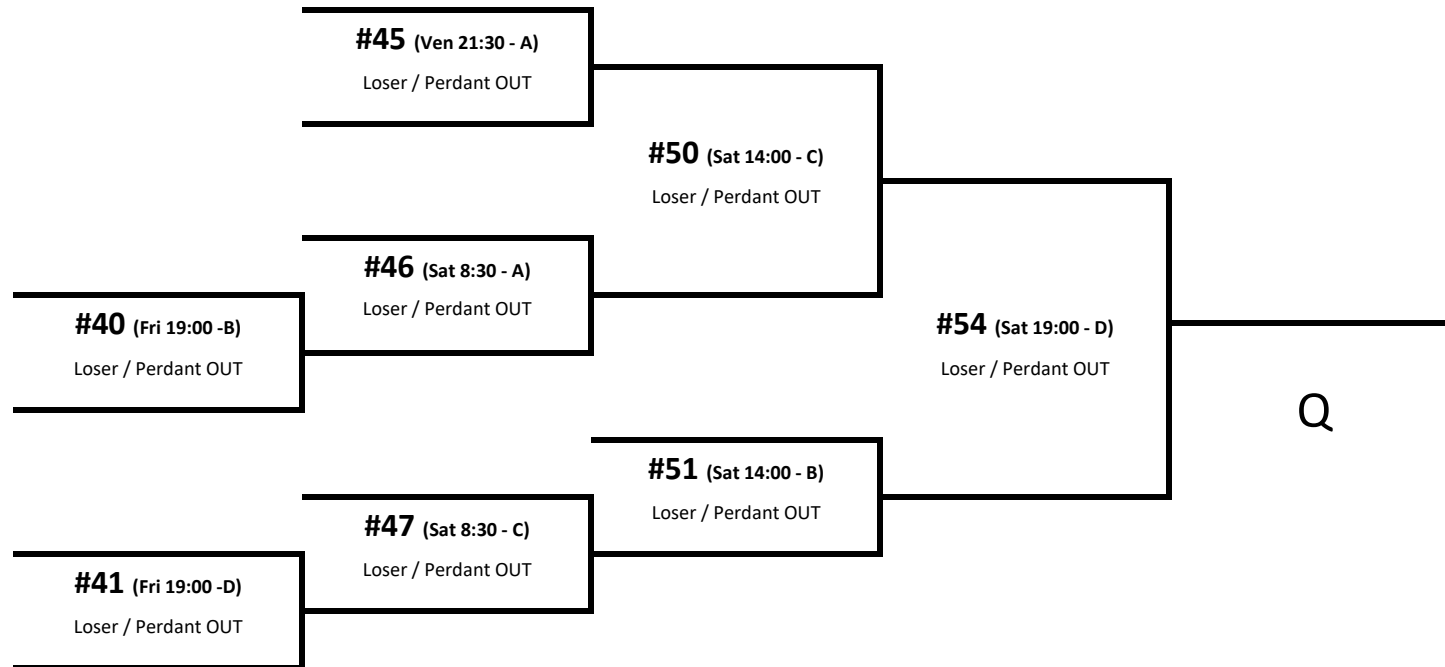 #45 (Ven 21:30 - A)
Loser / Perdant OUT
#50 (Sat 14:00 - C)
Loser / Perdant OUT
#46 (Sat 8:30 - A)
Loser / Perdant OUT
#40 (Fri 19:00 -B)
Loser / Perdant OUT
#54 (Sat 19:00 - D)
Loser / Perdant OUT
Q
#51 (Sat 14:00 - B)
Loser / Perdant OUT
#47 (Sat 8:30 - C)
Loser / Perdant OUT
#41 (Fri 19:00 -D)
Loser / Perdant OUT